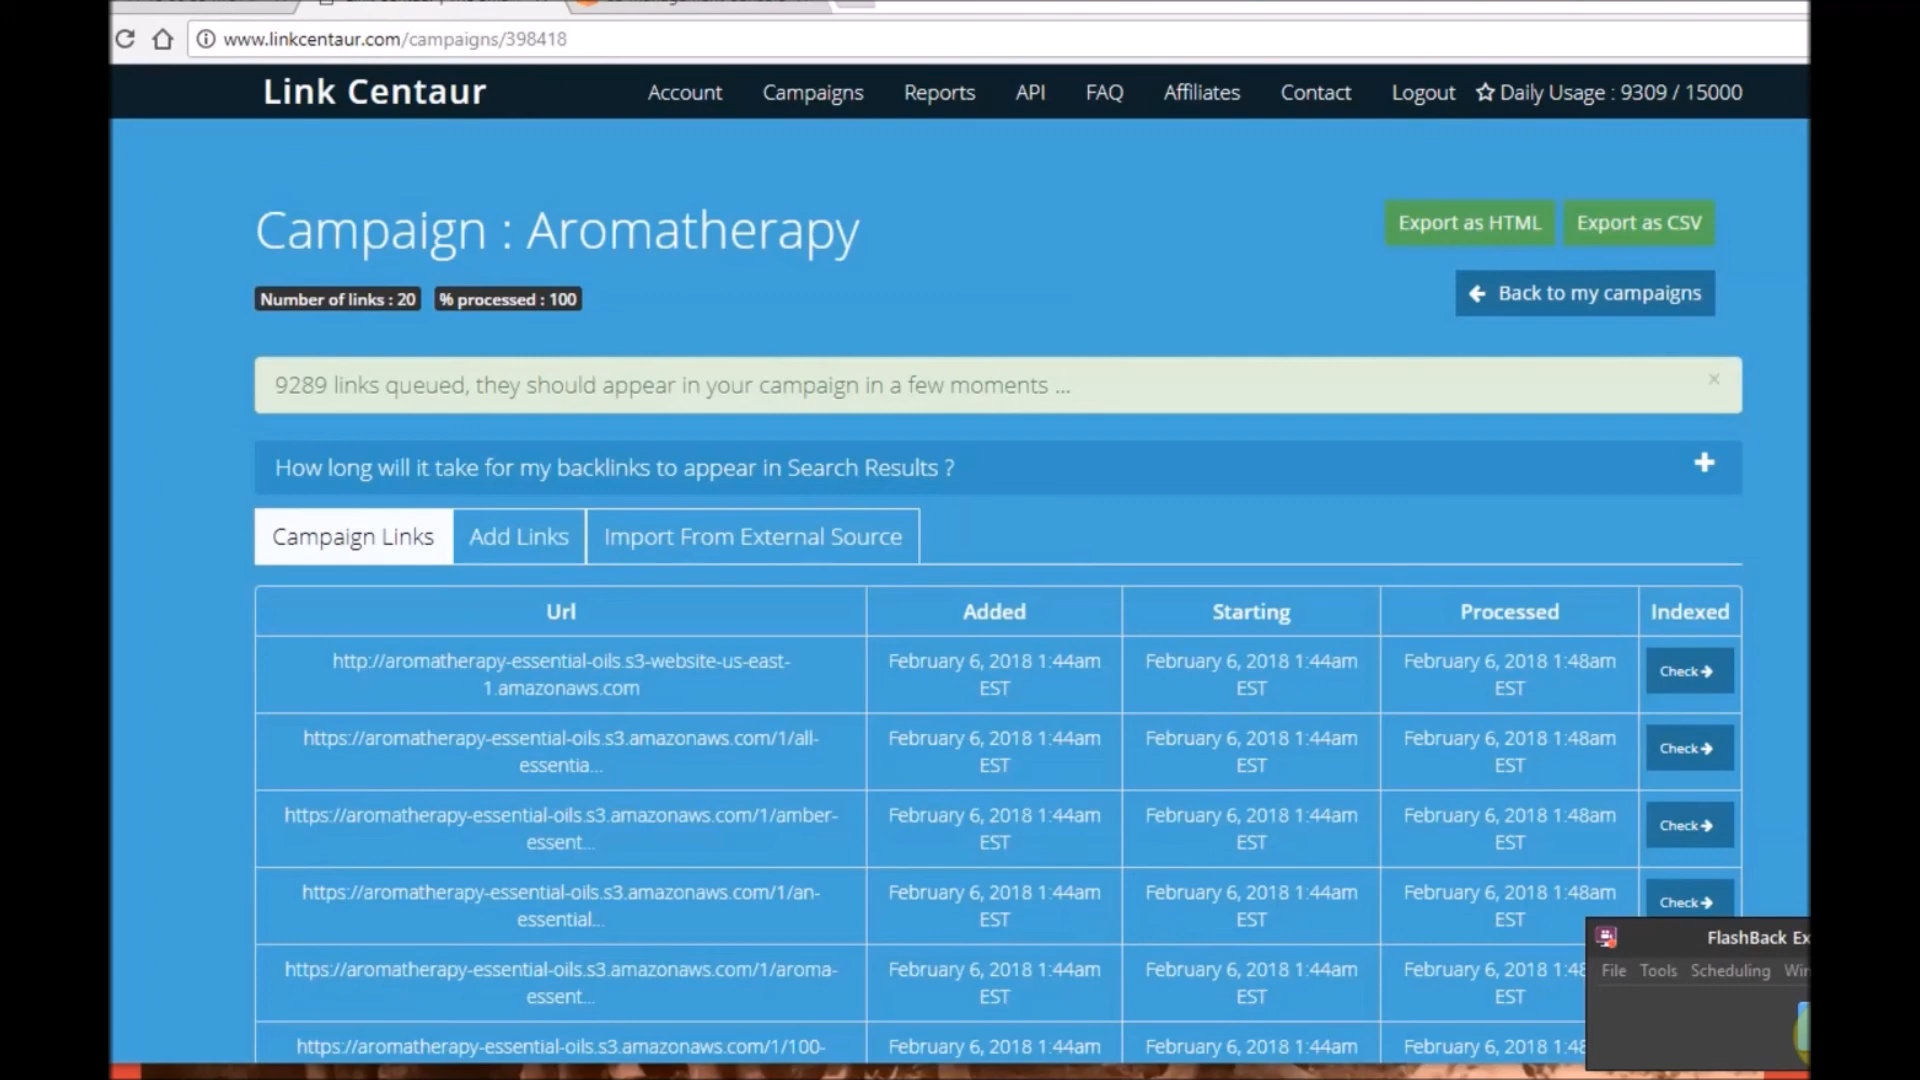 www.linkcentaur.com/campaigns/398418
Link Centaur Account Campaigns Reports API FAQ Affiliates Contact Logout Daily Usage : 9309 / 15000
Campaign : Aromatherapy
Export as HTML Export as CSV
Number of links : 20 % processed : 100
Back to my campaigns
9289 links queued, they should appear in your campaign in a few moments ... ×
How long will it take for my backlinks to appear in Search Results ?
Campaign Links Add Links Import From External Source
Url Added Starting Processed Indexed
http://aromatherapy-essential-oils.s3-website-us-east- February 6, 2018 1:44am February 6, 2018 1:44am February 6, 2018 1:48am
1.amazonaws.com EST EST EST
Check
https://aromatherapy-essential-oils.s3.amazonaws.com/1/all- February 6, 2018 1:44am February 6, 2018 1:44am February 6, 2018 1:48am
essentia... EST EST EST
Check
https://aromatherapy-essential-oils.s3.amazonaws.com/1/amber- February 6, 2018 1:44am February 6, 2018 1:44am February 6, 2018 1:48am
essent... EST EST EST
Check
https://aromatherapy-essential-oils.s3.amazonaws.com/1/an- February 6, 2018 1:44am February 6, 2018 1:44am February 6, 2018 1:48am
essential... EST EST EST
Check
https://aromatherapy-essential-oils.s3.amazonaws.com/1/aroma- February 6, 2018 1:44am February 6, 2018 1:44am February 6, 2018 1:48
essent... EST EST EST
https://aromatherapy-essential-oils.s3.amazonaws.com/1/100- February 6, 2018 1:44am February 6, 2018 1:44am February 6, 2018 1:48
FlashBack Ex
File Tools Scheduling Win